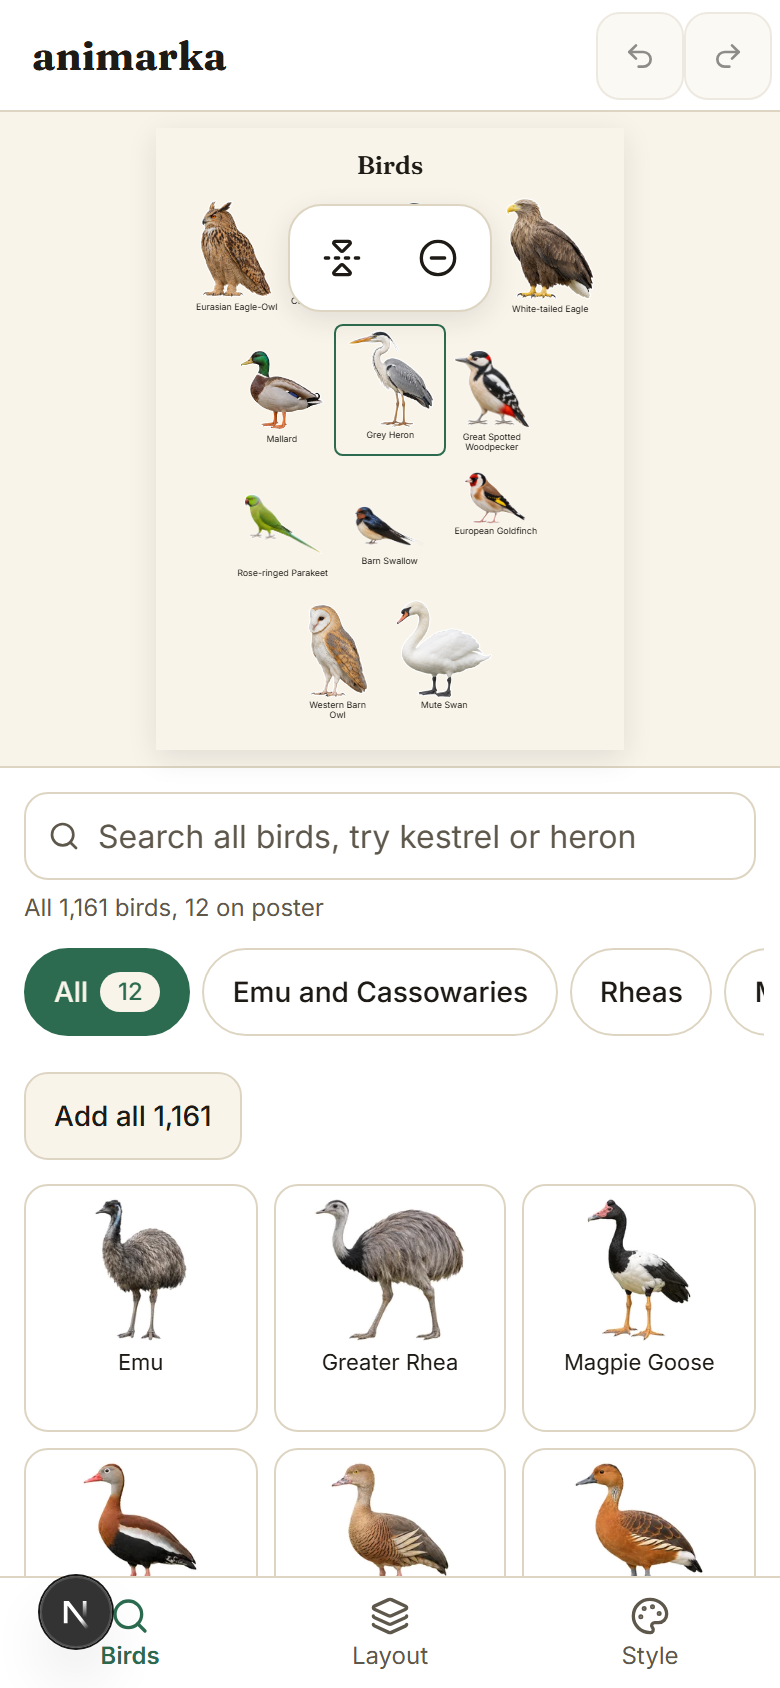 animarka
Birds
Eurasian Eagle-Owl
White-tailed Eagle
Mallard
Grey Heron
Great Spotted
Woodpecker
Rose-ringed Parakeet
Barn Swallow
European Goldfinch
Western Barn
Owl
Mute Swan
Search all birds, try kestrel or heron
All 1,161 birds, 12 on poster
All 12
Emu and Cassowaries
Rheas
Add all 1,161
Emu
Greater Rhea
Magpie Goose
N
Birds
Layout
Style